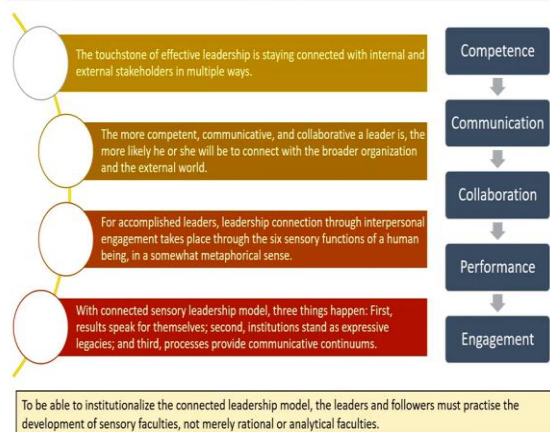 The touchstone of effective leadership is staying connected with internal and
external stakeholders in multiple ways.
The more competent, communicative, and collaborative a leader is, the
more likely he or she will be to connect with the broader organization
and the external world.
For accomplished leaders, leadership connection through interpersonal
engagement takes place through the six sensory functions of a human
being, in a somewhat metaphorical sense.
With connected sensory leadership model, three things happen: First,
results speak for themselves; second, institutions stand as expressive
legacies; and third, processes provide communicative continuums.
Competence
Communication
Collaboration
Performance
Engagement
To be able to institutionalize the connected leadership model, the leaders and followers must practise the
development of sensory faculties, not merely rational or analytical faculties.